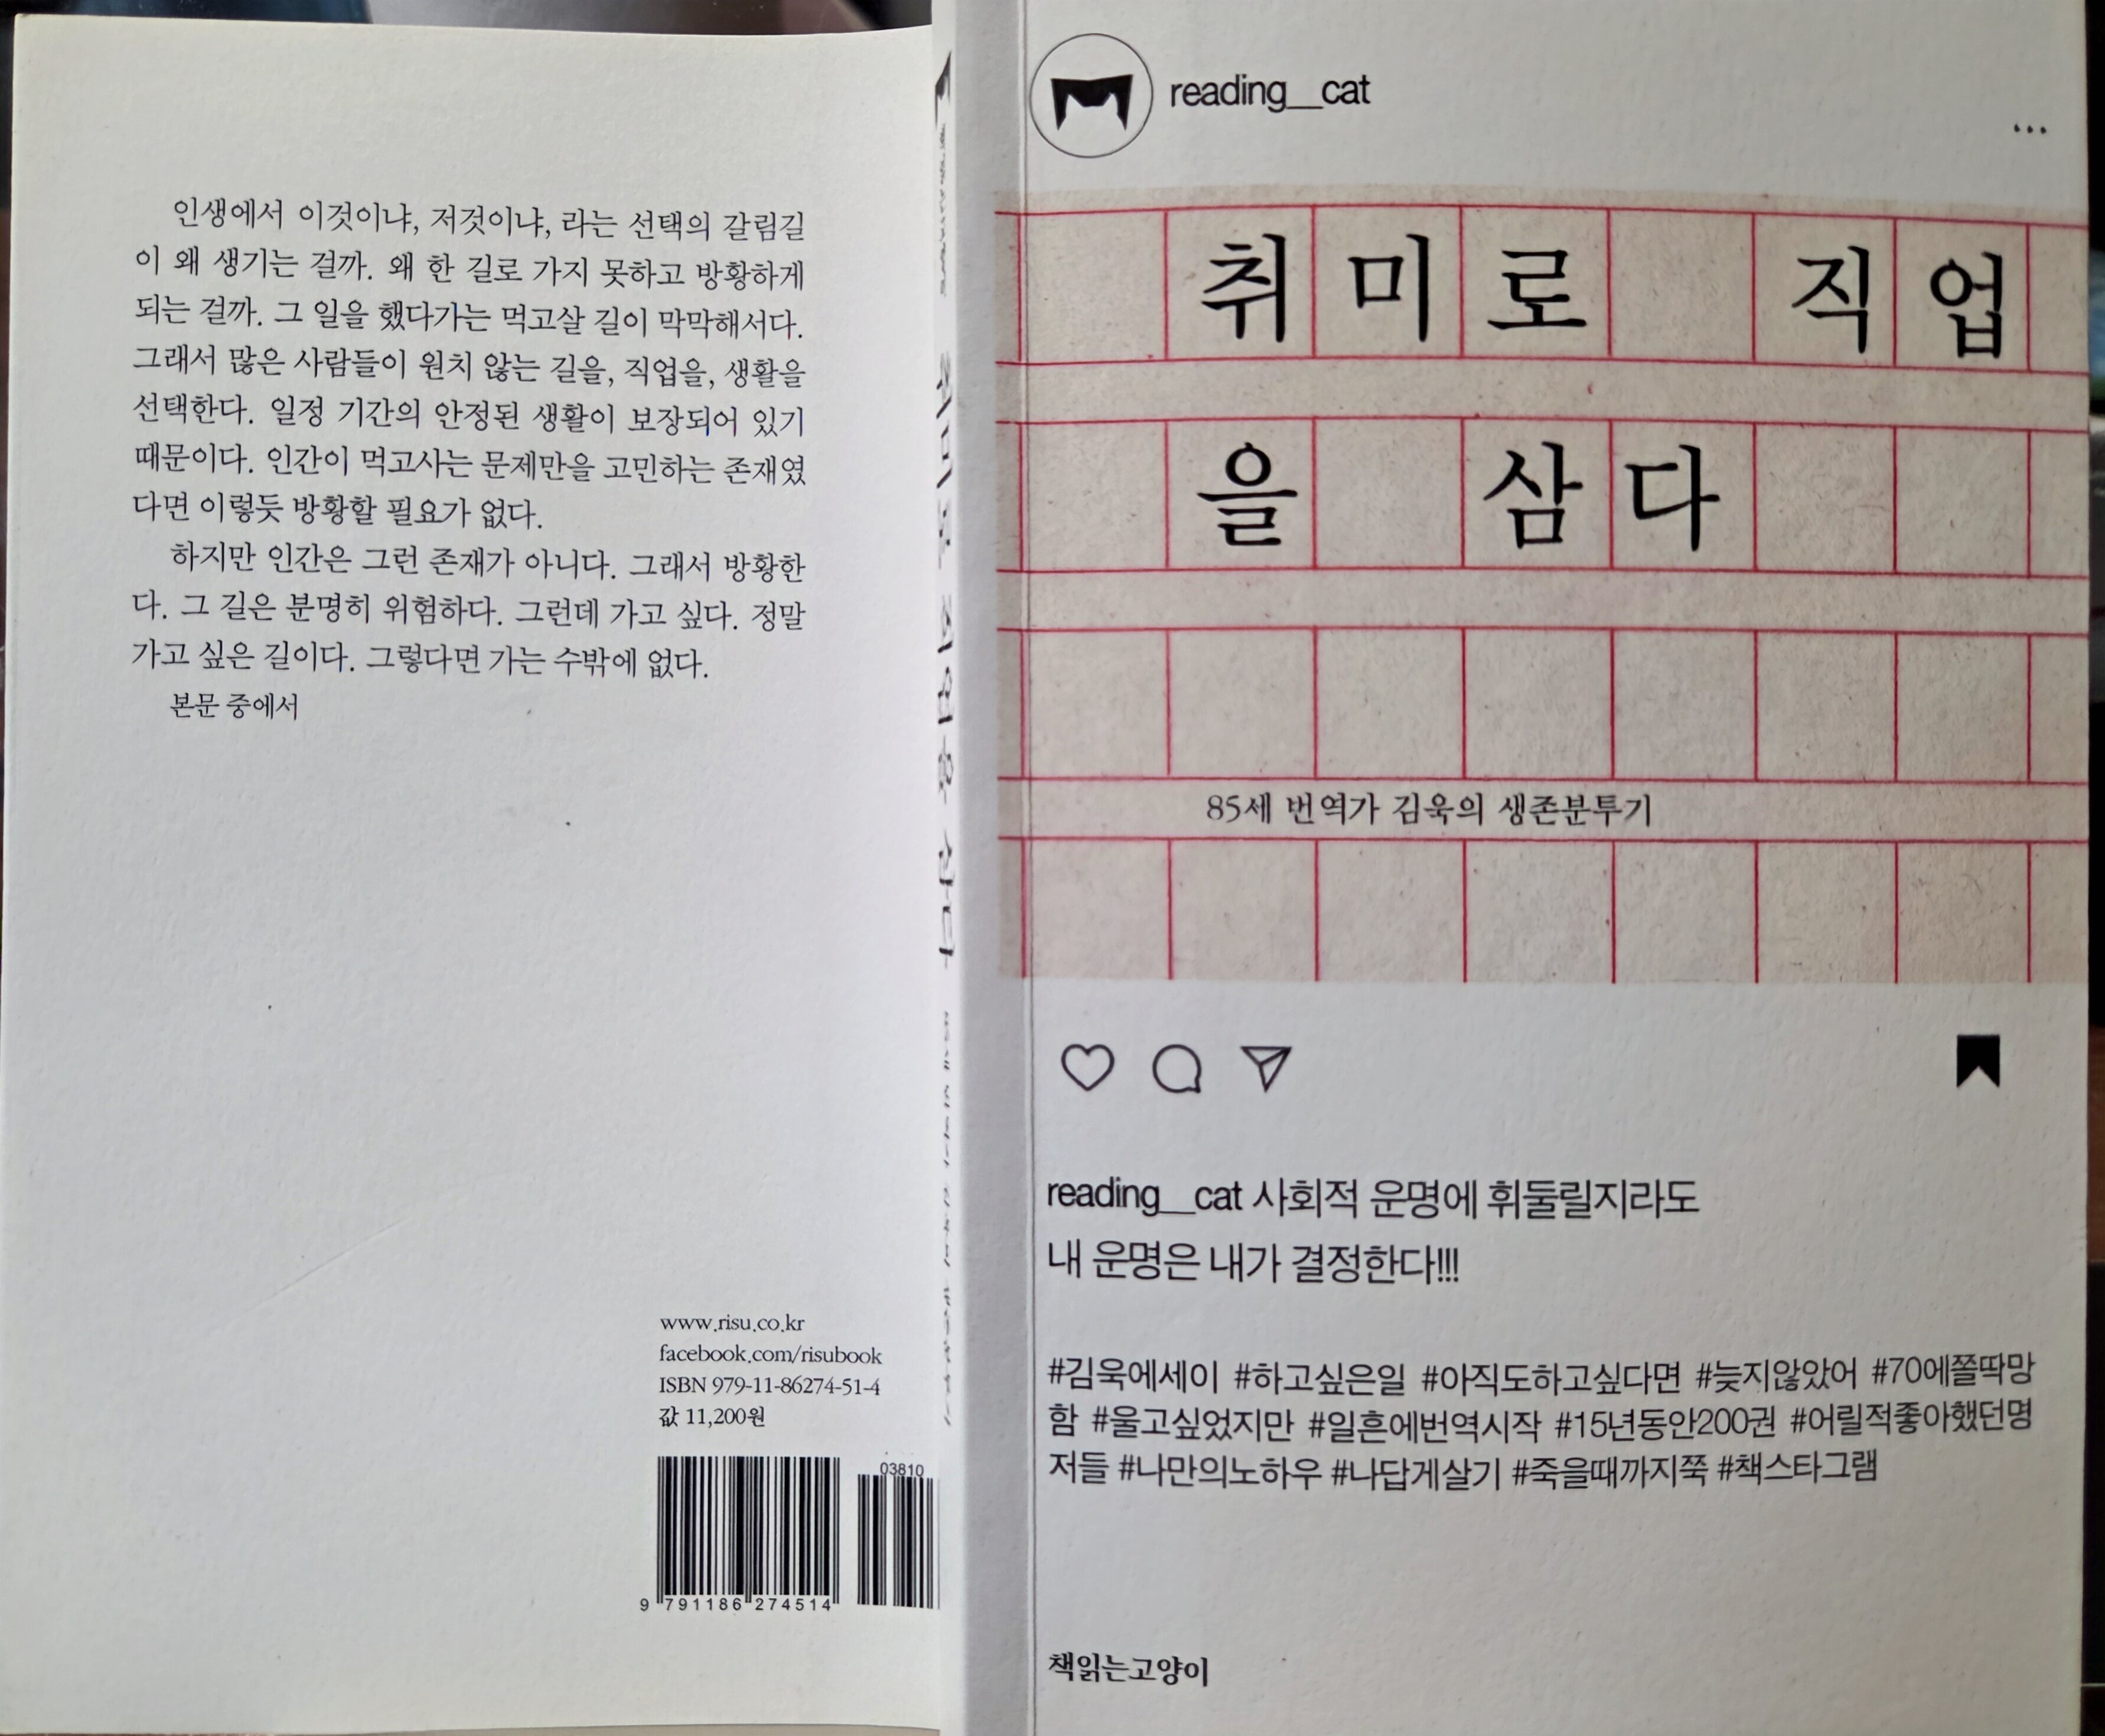 인생에서 이것이냐, 저것이냐, 라는 선택의 갈림길
이 왜 생기는 걸까. 왜 한 길로 가지 못하고 방황하게
되는 걸까. 그 일을 했다가는 먹고살 길이 막막해서다.
그래서 많은 사람들이 원치 않는 길을, 직업을, 생활을
선택한다. 일정 기간의 안정된 생활이 보장되어 있기
때문이다. 인간이 먹고사는 문제만을 고민하는 존재였
다면 이렇듯 방황할 필요가 없다.
하지만 인간은 그런 존재가 아니다. 그래서 방황한
다. 그 길은 분명히 위험하다. 그런데 가고 싶다. 정말
가고 싶은 길이다. 그렇다면 가는 수밖에 없다.
본문 중에서
www.risu.co.kr
facebook.com/risubook
ISBN 979-11-86274-51-4
값 11,200원
03810
9 791186 274514
취미로 직업을 삼다
reading__cat
...
취미로 직업
을 삼다
85세 번역가 김욱의 생존분투기
reading__cat 사회적 운명에 휘둘릴지라도
내 운명은 내가 결정한다!!!
#김욱에세이 #하고싶은일 #아직도하고싶다면 #늦지않았어 #70에쫄딱망
함 #울고싶었지만 #일흔에번역시작 #15년동안200권 #어릴적좋아했던명
저들 #나만의노하우 #나답게살기 #죽을때까지쭉 #책스타그램
책읽는고양이